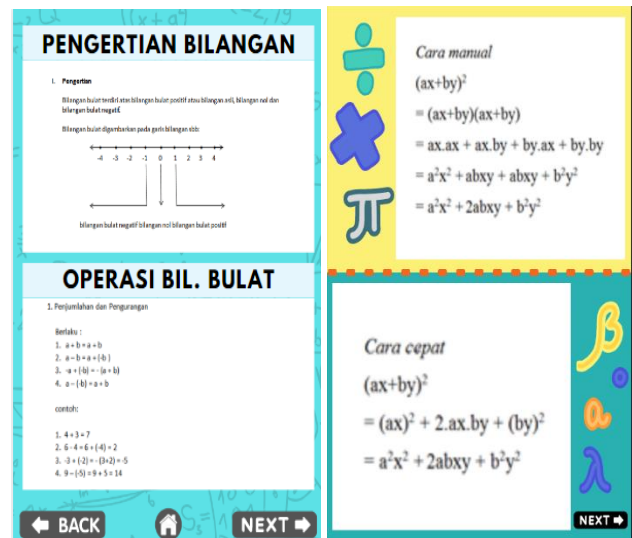 PENGERTIAN BILANGAN
I. Pengertian
Bilangan bulat terdiri atas bilangan bulat positif atau bilangan asli, bilangan nol dan
bilangan bulat negatif.
Bilangan bulat digambarkan pada garis bilangan sbb:
-4 -3 -2 -1 0 1 2 3 4
bilangan bulat negatif bilangan nol bilangan bulat positif
OPERASI BIL. BULAT
1. Penjumlahan dan Pengurangan
Berlaku :
1. a + b = a + b
2. a – b = a + (-b )
3. -a + (-b) = - (a + b)
4. a – (-b) = a + b
contoh:
1. 4 + 3 = 7
2. 6 - 4 = 6 + (-4) = 2
3. -3 + (-2) = - (3+2) = -5
4. 9 – (-5) = 9 + 5 = 14
BACK
NEXT
÷
×
π
Cara manual
(ax+by)²
= (ax+by)(ax+by)
= ax.ax + ax.by + by.ax + by.by
= a²x² + abxy + abxy + b²y²
= a²x² + 2abxy + b²y²
Cara cepat
(ax+by)²
= (ax)² + 2.ax.by + (by)²
= a²x² + 2abxy + b²y²
β
a
λ
NEXT